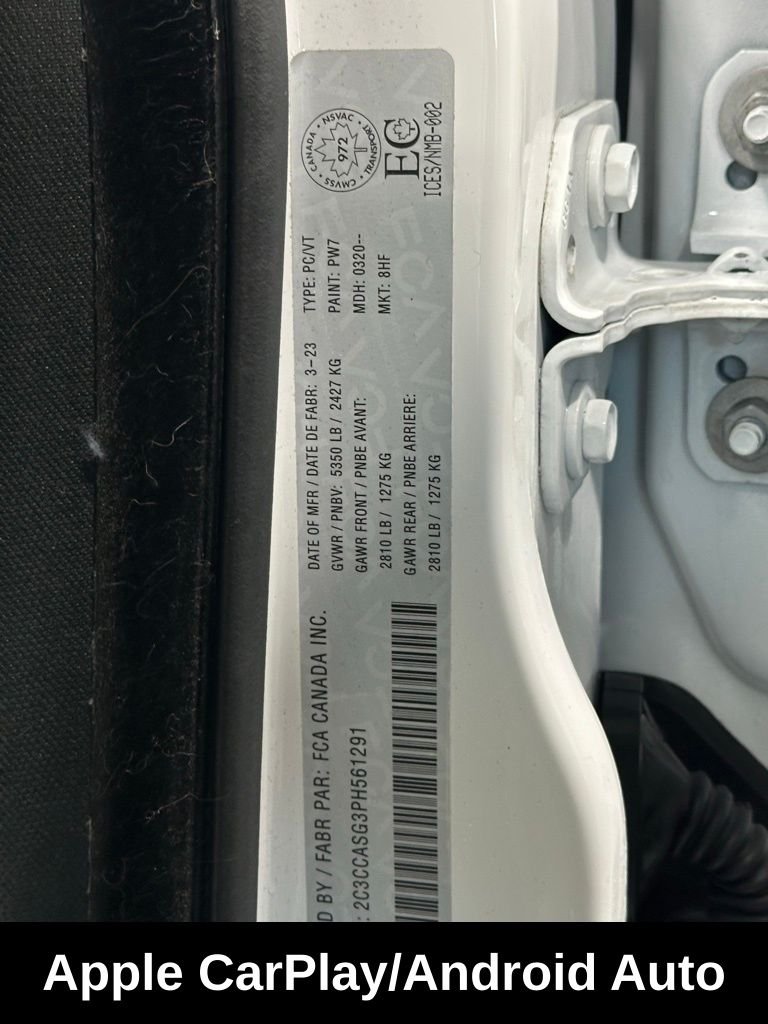 D BY / FABR PAR: FCA CANADA INC.
: 2C3CCASG3PH561291
DATE OF MFR / DATE DE FABR: 3-23
GVWR / PNBV: 5350 LB / 2427 KG
GAWR FRONT / PNBE AVANT:
2810 LB / 1275 KG
GAWR REAR / PNBE ARRIERE:
2810 LB / 1275 KG
TYPE: PC/VT
PAINT: PW7
MDH: 0320--
MKT: 8HF
CANADA • NSVAC • TRANSPORT • CMVSS
972
EC
ICES/NMB-002
Apple CarPlay/Android Auto